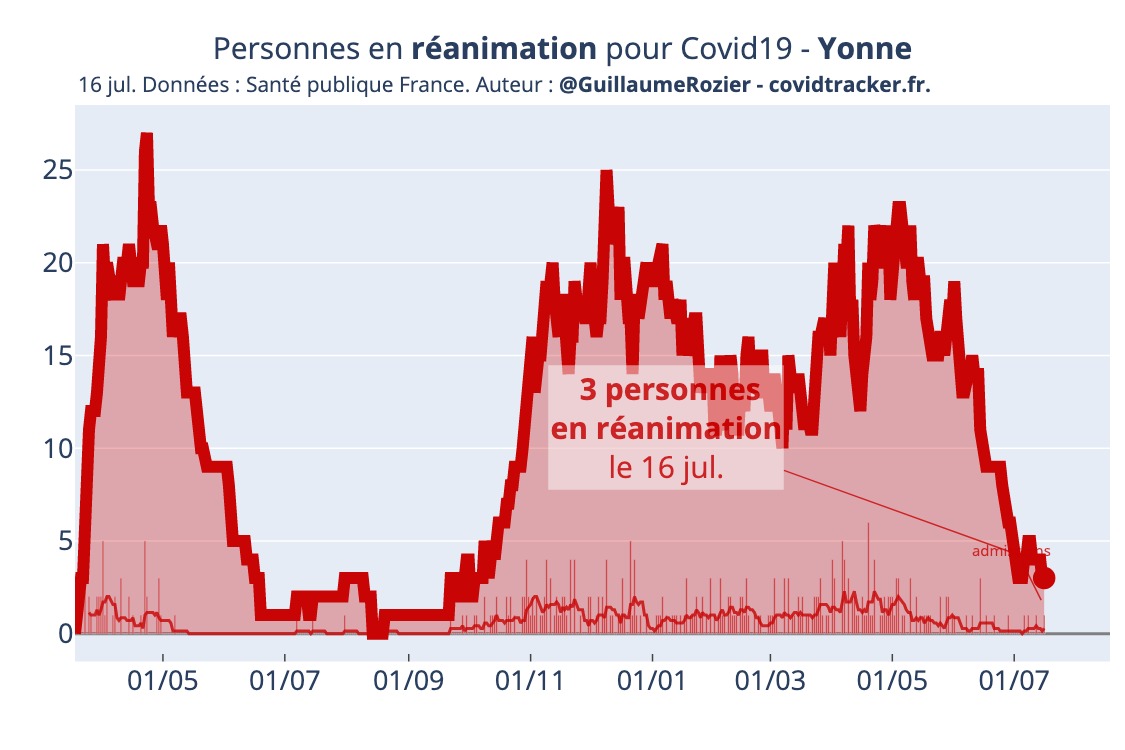 Personnes en réanimation pour Covid19 - Yonne
16 jul. Données : Santé publique France. Auteur : @GuillaumeRozier - covidtracker.fr.
25
20
15
10
5
0
3 personnes
en réanimation
le 16 jul.
01/05 01/07 01/09 01/11 01/01 01/03 01/05 01/07